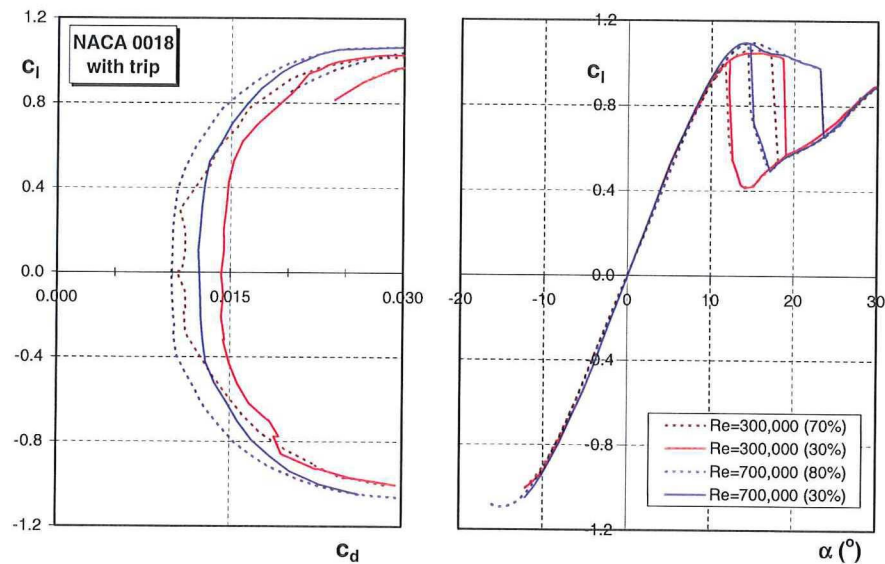 NACA 0018
with trip
1.2
cl
0.8
0.4
0.0
0.000
0.015
0.030
-0.4
-0.8
-1.2
cd
1.2
cl
0.8
0.4
0.0
-20
-10
0
10
20
30
-0.4
-0.8
-1.2
Re=300,000 (70%)
Re=300,000 (30%)
Re=700,000 (80%)
Re=700,000 (30%)
α (°)